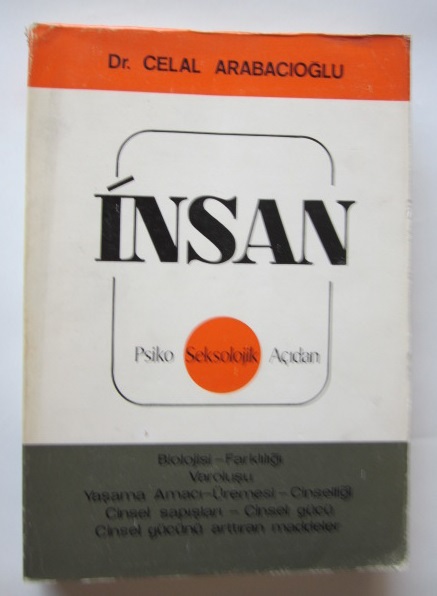 Dr. CELAL ARABACIOGLU
İNSAN
Psiko Seksolojik Açıdan
Biolojisi-Farklılığı
Varoluşu
Yaşama Amacı-Üremesi-Cinselliği
Cinsel sapışları - Cinsel gücü
Cinsel gücünü arttıran maddeler